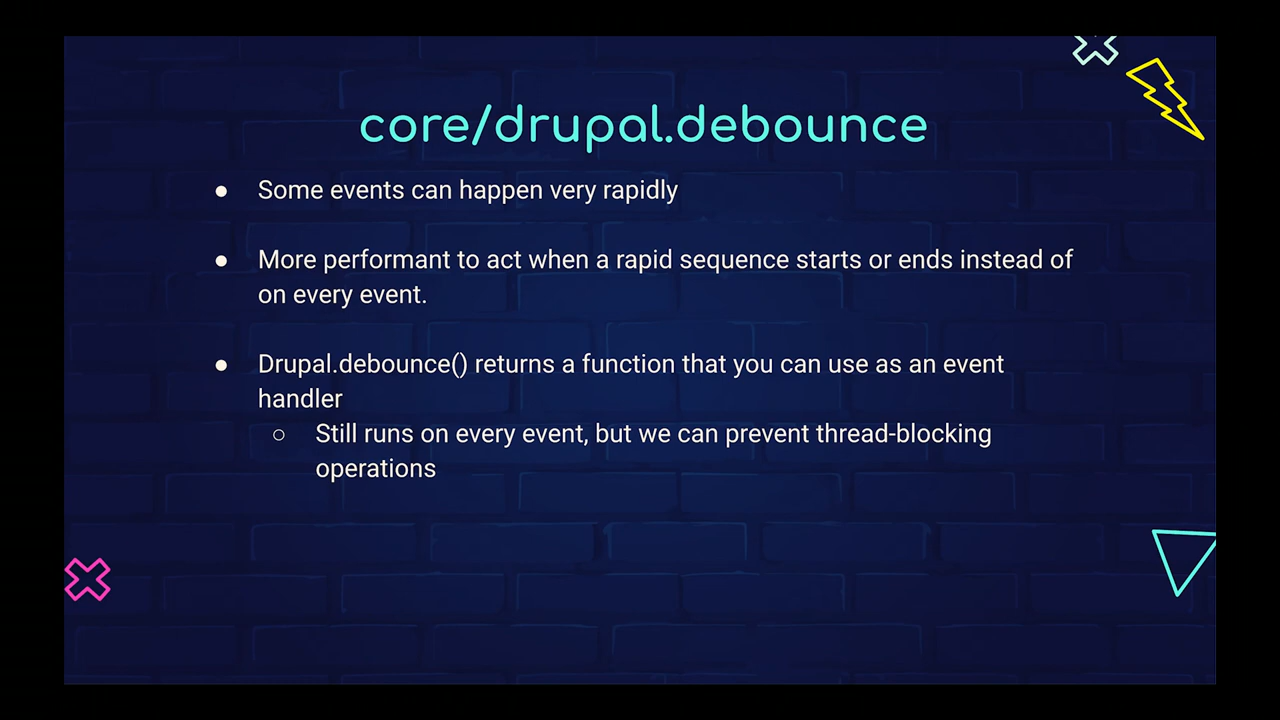 core/drupal.debounce
● Some events can happen very rapidly
● More performant to act when a rapid sequence starts or ends instead of
on every event.
● Drupal.debounce() returns a function that you can use as an event
handler
○ Still runs on every event, but we can prevent thread-blocking
operations